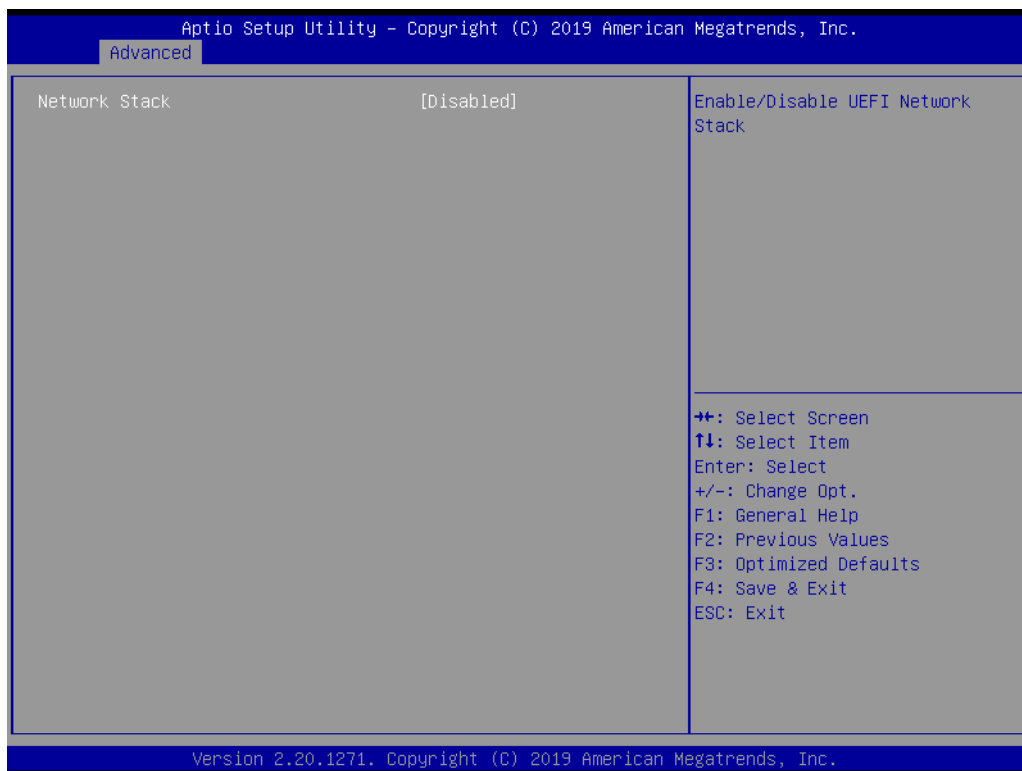 Aptio Setup Utility – Copyright (C) 2019 American Megatrends, Inc.
Advanced
Network Stack [Disabled]
Enable/Disable UEFI Network
Stack
→←: Select Screen
↑↓: Select Item
Enter: Select
+/-: Change Opt.
F1: General Help
F2: Previous Values
F3: Optimized Defaults
F4: Save & Exit
ESC: Exit
Version 2.20.1271. Copyright (C) 2019 American Megatrends, Inc.